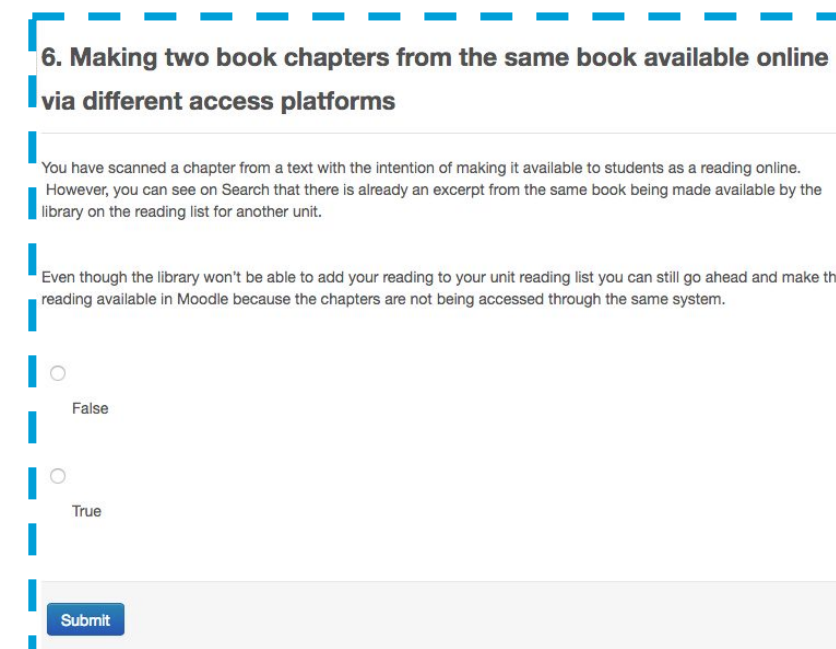 6. Making two book chapters from the same book available online
via different access platforms
You have scanned a chapter from a text with the intention of making it available to students as a reading online.
However, you can see on Search that there is already an excerpt from the same book being made available by the
library on the reading list for another unit.
Even though the library won't be able to add your reading to your unit reading list you can still go ahead and make th
reading available in Moodle because the chapters are not being accessed through the same system.
False
True
Submit